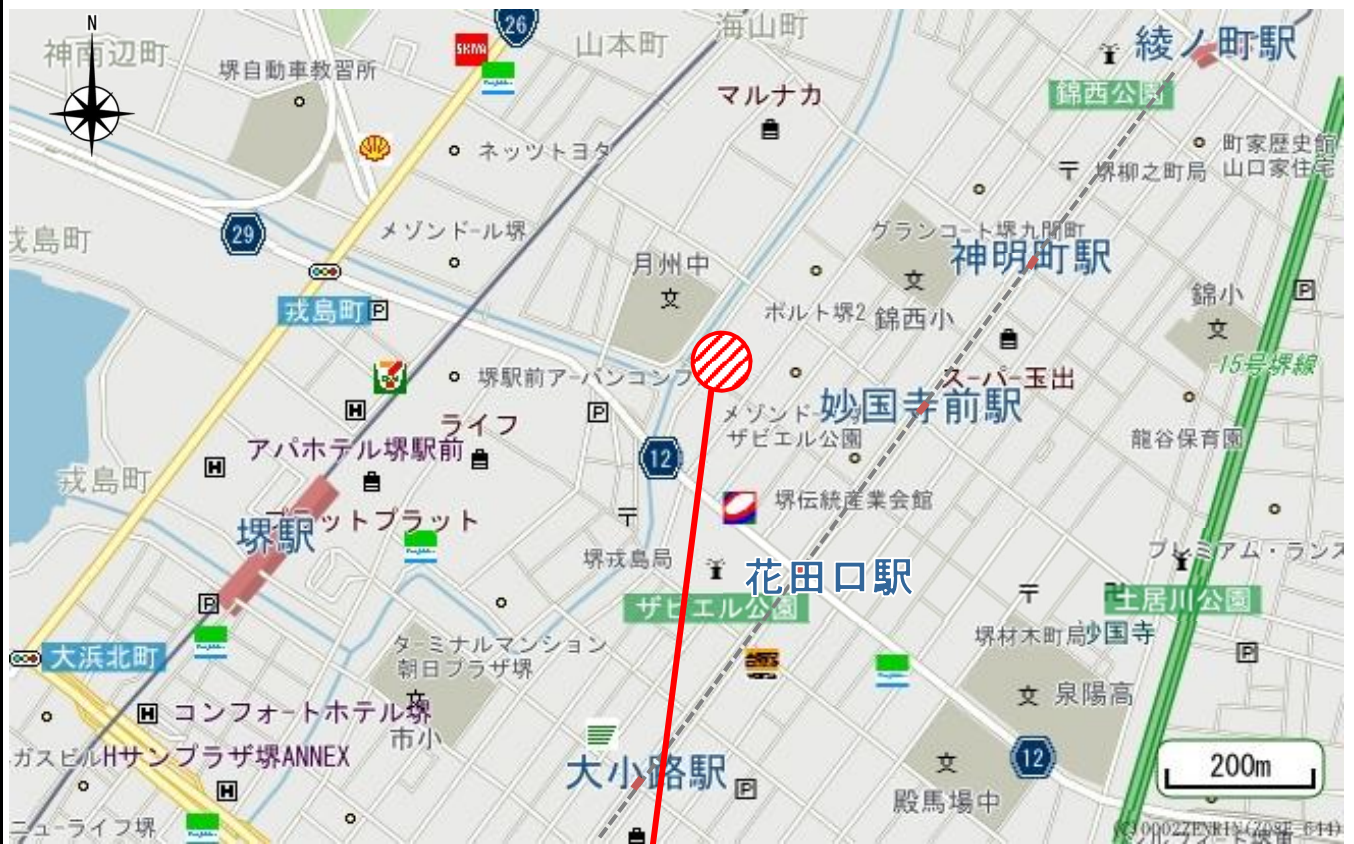 N
神南辺町
堺自動車教習所
26
山本町
海山町
綾ノ町駅
錦西公園
マルナカ
ネッツトヨタ
町家歴史館
山口家住宅
堺柳之町局
戎島町
29
メゾンドール堺
月州中
グランコート堺九間町
神明町駅
錦小
戎島町
ボルト堺2
錦西小
15号堺線
堺駅前アーバンコンフ
スーパー玉出
妙国寺前駅
メゾンド
ザビエル公園
龍谷保育園
ライフ
アパホテル堺駅前
12
戎島町
プラットプラット
堺駅
堺伝統産業会館
堺戎島局
花田口駅
ザビエル公園
プレミアム・ランス
土居川公園
堺材木町局
妙国寺
大浜北町
ターミナルマンション
朝日プラザ堺
泉陽高
コンフォートホテル堺
市小
ガスビル
Hサンプラザ堺ANNEX
大小路駅
12
200m
殿馬場中
ニューライフ堺